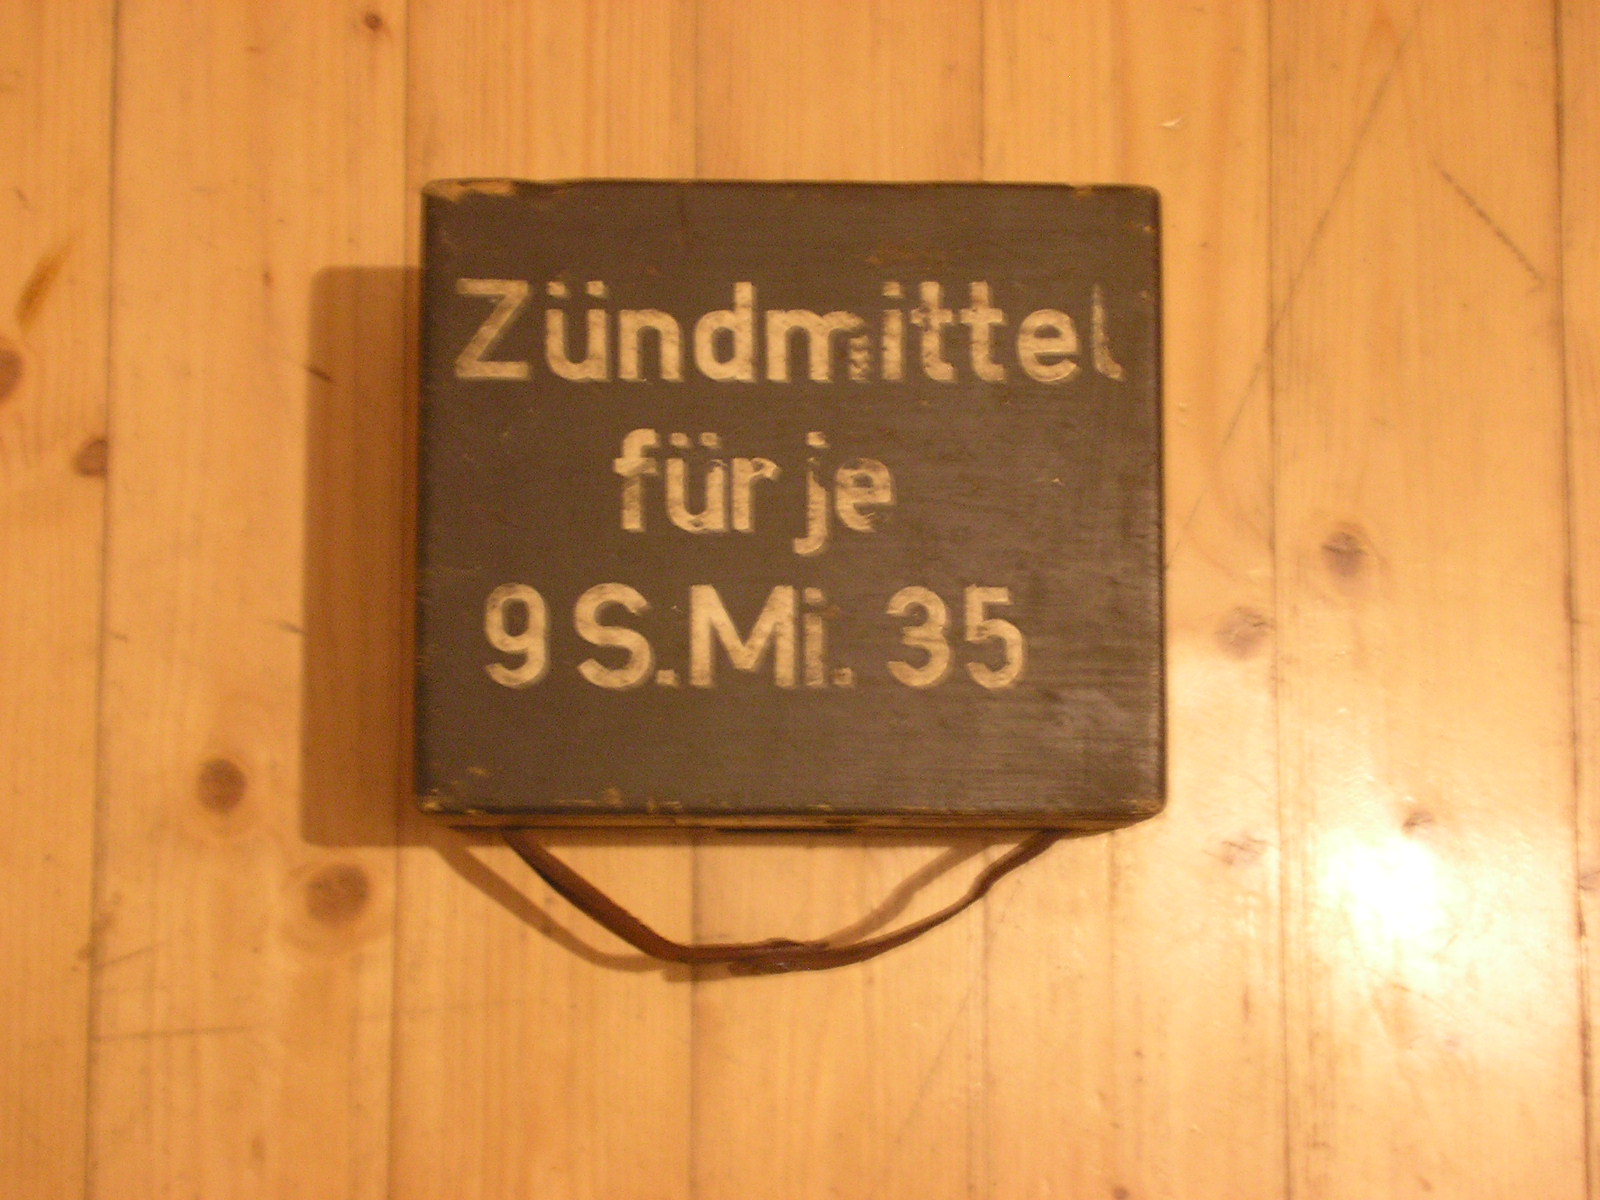 Zündmittel
für je
9 S.Mi. 35